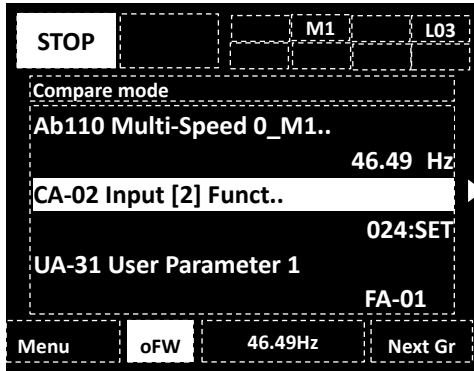 STOP
M1
L03
Compare mode
Ab110 Multi-Speed 0_M1..
46.49 Hz
CA-02 Input [2] Funct..
024:SET
UA-31 User Parameter 1
FA-01
Menu oFW 46.49Hz Next Gr